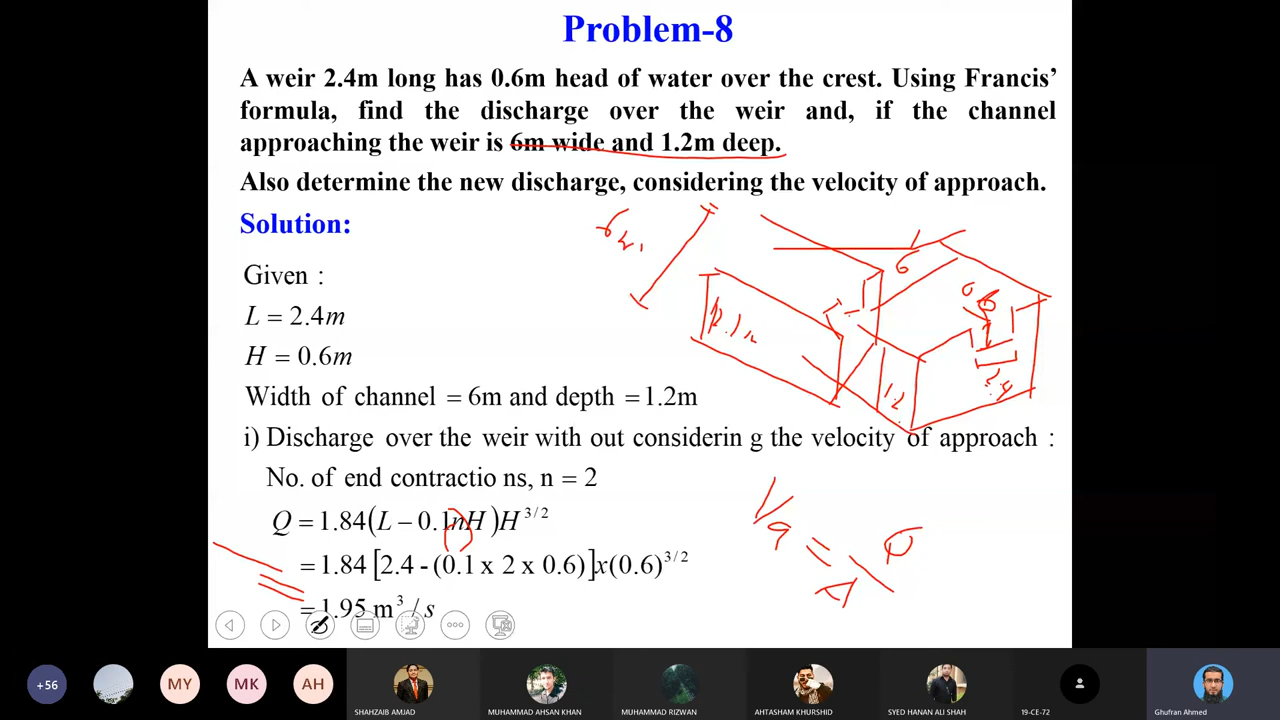 Problem-8
A weir 2.4m long has 0.6m head of water over the crest. Using Francis'
formula, find the discharge over the weir and, if the channel
approaching the weir is 6m wide and 1.2m deep.
Also determine the new discharge, considering the velocity of approach.
Solution:
Given :
L = 2.4m
H = 0.6m
Width of channel = 6m and depth = 1.2m
i) Discharge over the weir with out considerin g the velocity of approach :
No. of end contractio ns, n = 2
Q = 1.84(L – 0.1nH)H^3/2
= 1.84 [2.4 - (0.1 x 2 x 0.6)]x(0.6)^3/2
= 1.95 m^3 / s
6
1.2
2.4
Va = Q
A
+56
MY
MK
AH
SHAHZAIB AMJAD
MUHAMMAD AHSAN KHAN
MUHAMMAD RIZWAN
AHTASHAM KHURSHID
SYED HANAN ALI SHAH
19-CE-72
Ghufran Ahmed